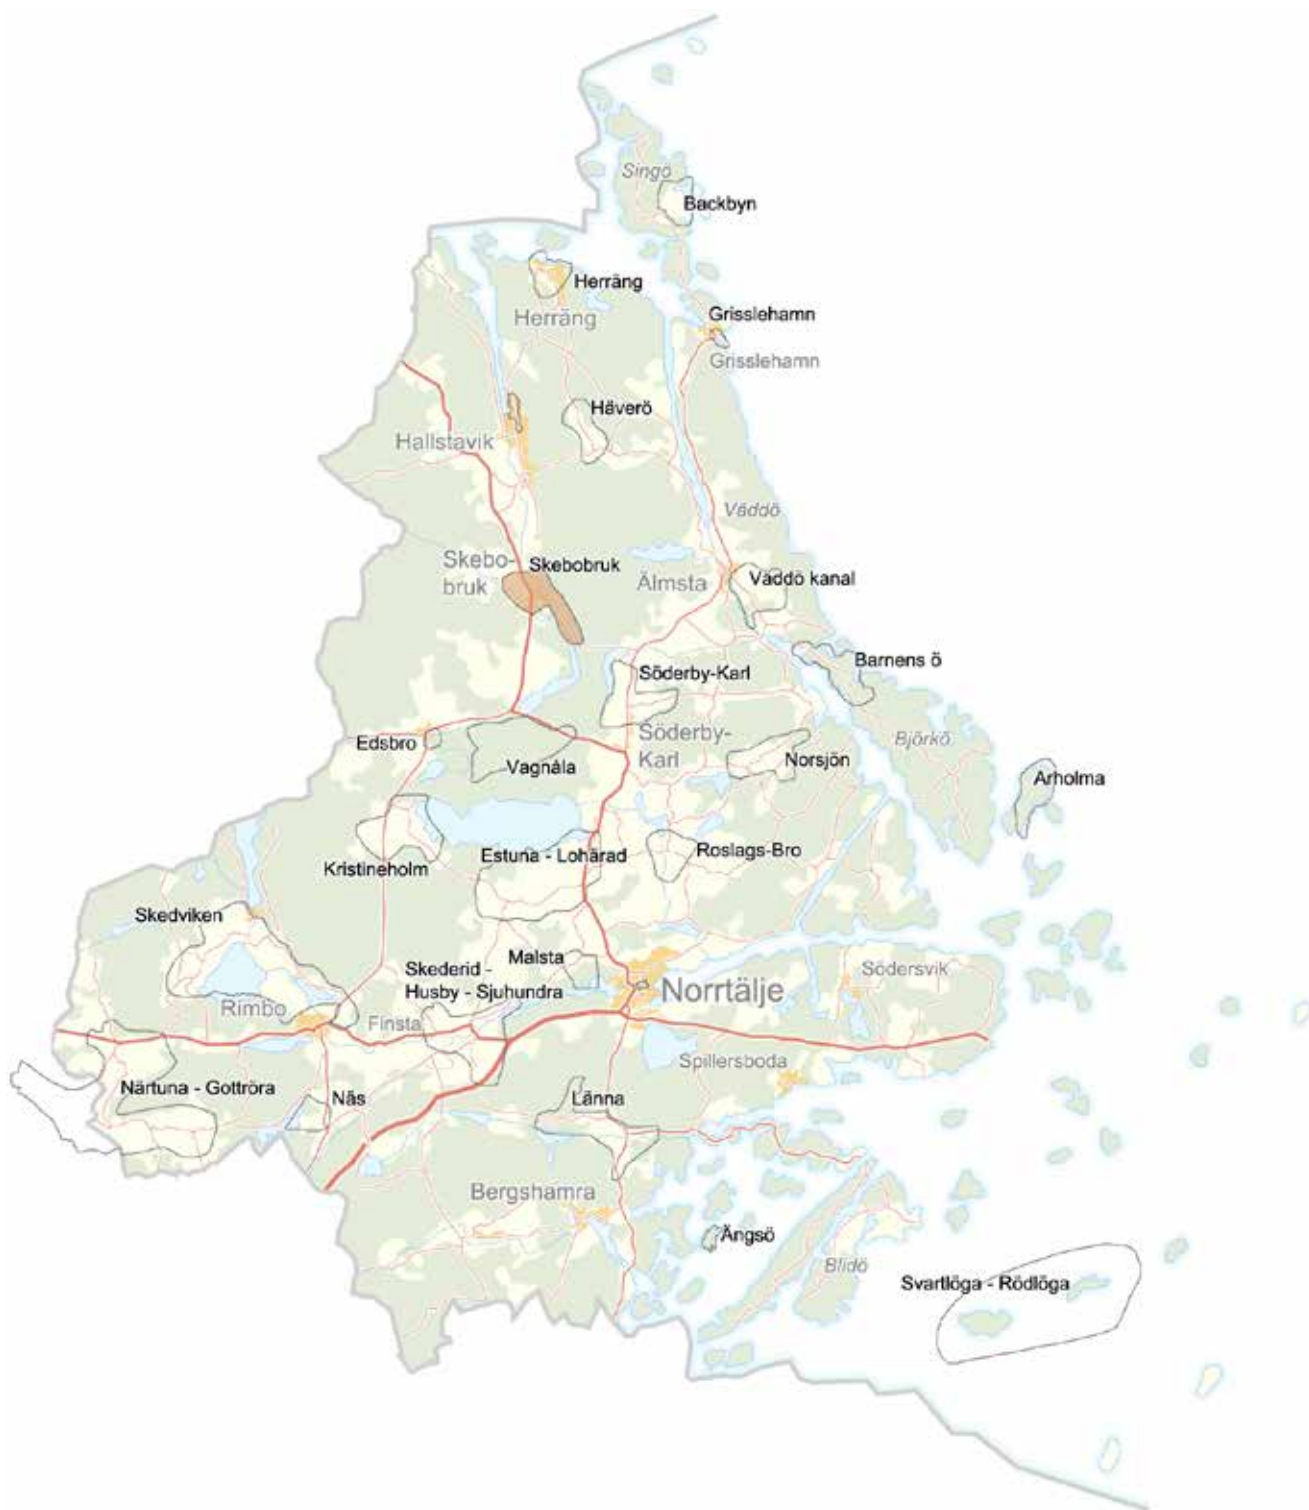 Singö
Backbyn
Herräng
Herräng
Grisslehamn
Grisslehamn
Häverö
Hallstavik
Väddö
Skebo-
bruk
Skebobruk
Älmsta
Väddö kanal
Barnens ö
Söderby-Karl
Söderby-
Karl
Björkö
Edsbro
Vagnåla
Norsjön
Arholma
Kristineholm
Estuna - Lohärad
Roslags-Bro
Skedviken
Malsta
Skederid -
Husby - Sjuhundra
Södersvik
Norrtälje
Rimbo
Finsta
Spillersboda
Närtuna - Gottröra
Näs
Länna
Bergshamra
Ängsö
Blidö
Svartlöga - Rödlöga